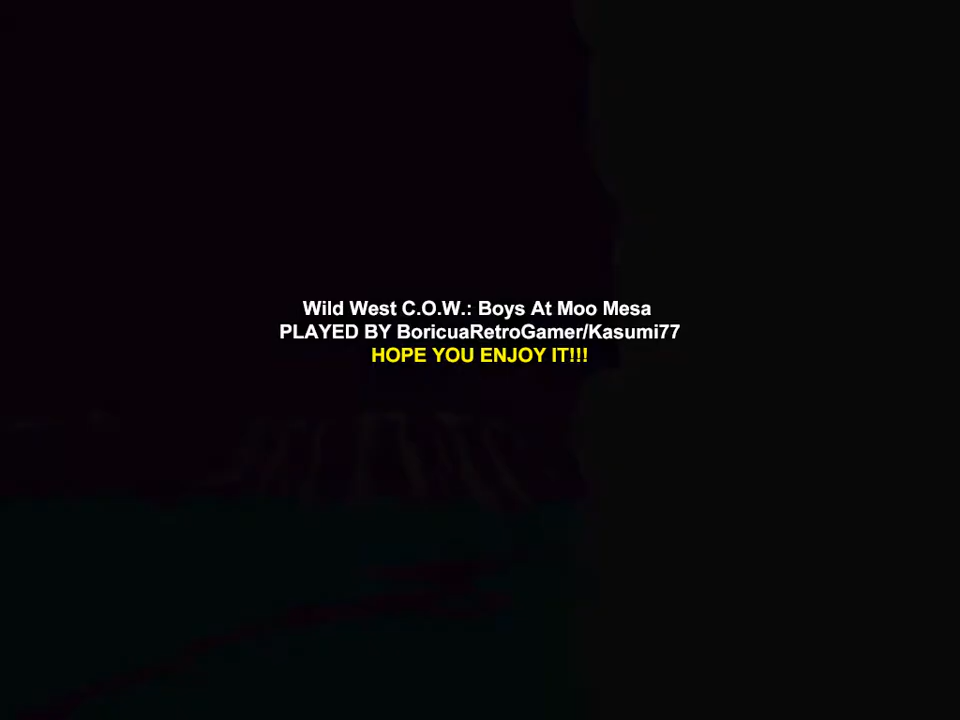 Wild West C.O.W.: Boys At Moo Mesa
PLAYED BY BoricuaRetroGamer/Kasumi77
HOPE YOU ENJOY IT!!!